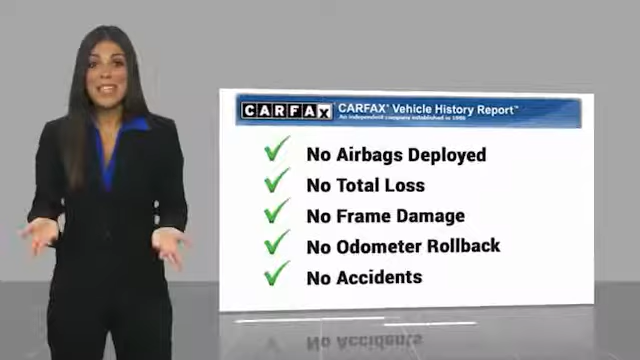 CARFAX CARFAX® Vehicle History Report™
An independent company established in 1986
No Airbags Deployed
No Total Loss
No Frame Damage
No Odometer Rollback
No Accidents